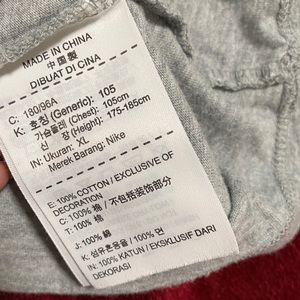 MADE IN CHINA
中國製
DIBUAT DI CINA
C: 180/96A
K: 호칭 (Generic): 105
가슴둘레 (Chest): 105cm
신 장 (Height): 175-185cm
IN: Ukuran: XL
Merek Barang: Nike
E: 100% COTTON / EXCLUSIVE OF
DECORATION
C: 100% 棉 / 不包括装饰部分
T: 100% 棉
J: 100% 綿
K: 섬유혼용율 / 100% 면
IN: 100% KATUN / EKSKLUSIF DARI
DEKORASI